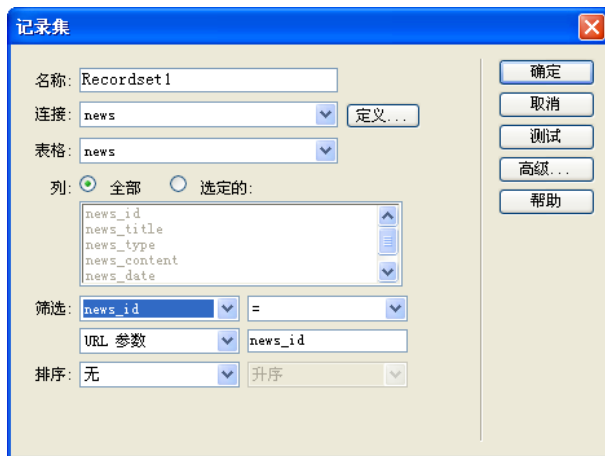 记录集
名称: Recordset1
连接: news 定义...
表格: news
列: 全部 选定的:
news_id
news_title
news_type
news_content
news_date
筛选: news_id =
URL 参数 news_id
排序: 无 升序
确定
取消
测试
高级...
帮助